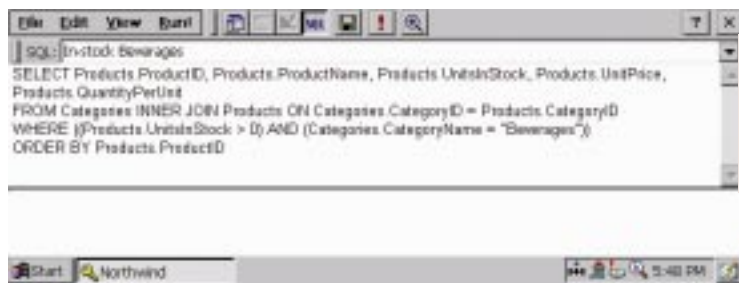 File Edit View Run! SQL ? ×
SQL: In-stock Beverages
SELECT Products.ProductID, Products.ProductName, Products.UnitsInStock, Products.UnitPrice,
Products.QuantityPerUnit
FROM Categories INNER JOIN Products ON Categories.CategoryID = Products.CategoryID
WHERE ((Products.UnitsInStock > 0) AND (Categories.CategoryName = "Beverages"))
ORDER BY Products.ProductID
Start Northwind 5:48 PM